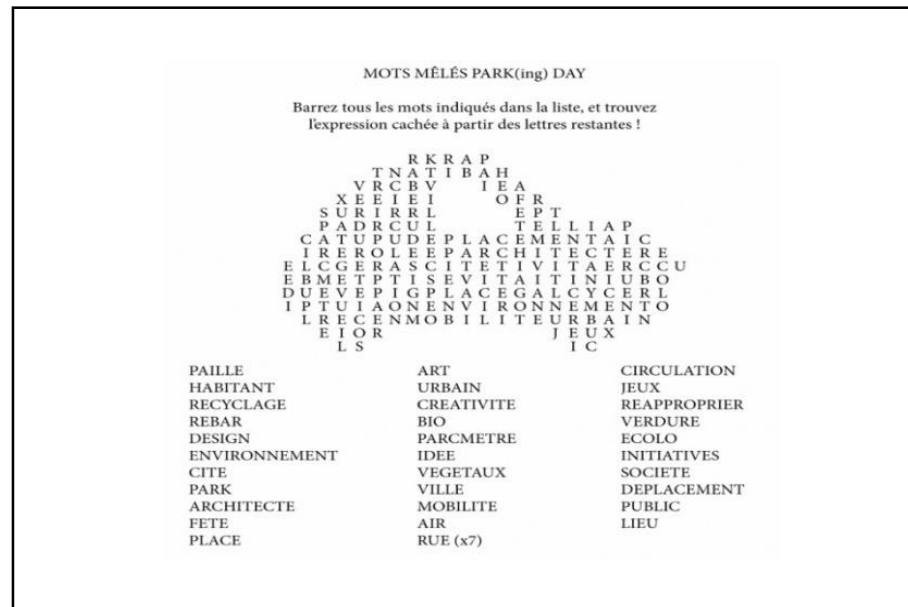 MOTS MÊLÉS PARK(ing) DAY
Barrez tous les mots indiqués dans la liste, et trouvez
l'expression cachée à partir des lettres restantes !
R K R A P
T N A T I B A H
V R C B V I E A
X E E I E I O F R
S U R I R R L E P T
P A D R C U L T E L L I A P
C A T U P U D E P L A C E M E N T A I C
I R E R O L E E P A R C H I T E C T E R E
E L C G E R A S C I T E T I V I T A E R C C U
E B M E T P T I S E V I T A I T I N I U B O
D U E V E P I G P L A C E G A L C Y C E R L
I P T U I A O N E N V I R O N N E M E N T O
L R E C E N M O B I L I T E U R B A I N
E I O R J E U X
L S I C
PAILLE ART CIRCULATION
HABITANT URBAIN JEUX
RECYCLAGE CREATIVITE REAPPROPRIER
REBAR BIO VERDURE
DESIGN PARCMETRE ECOLO
ENVIRONNEMENT IDEE INITIATIVES
CITE VEGETAUX SOCIETE
PARK VILLE DEPLACEMENT
ARCHITECTE MOBILITE PUBLIC
FETE AIR LIEU
PLACE RUE (x7)